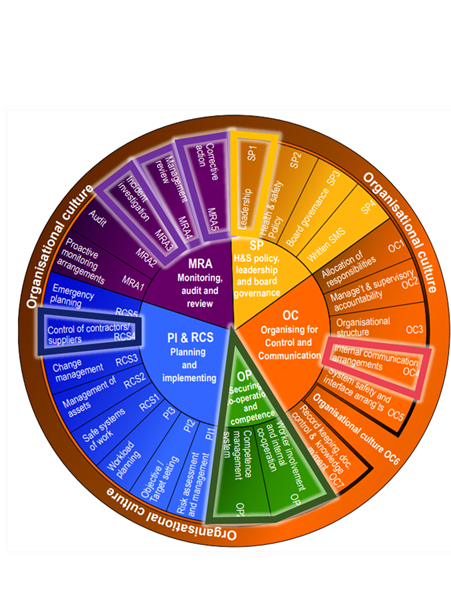 Organisational culture
Organisational culture
Organisational culture
SP
H&S policy,
leadership
and board
governance
SP1
Leadership
SP2
Health & safety
Policy
SP3
Board governance
SP4
Written SMS
OC
Organising for
Control and
Communication
Allocation of
responsibilities
OC1
Manage'l & supervisory
accountability
OC2
Organisational
structure
OC3
Internal communication
arrangements
OC4
System safety and
interface arrang'ts
OC5
Organisational culture OC6
Record keeping, doc.
control & knowledge
OC7
OP
Securing
co-operation
and
competence
Worker involvement
and internal
co-operation
Competence
management
system
OP2
PI & RCS
Planning
and
implementing
Risk assessment
and management
PI1
Objective /
Target setting
PI2
Workload
planning
PI3
Safe systems
of work
RCS1
Management of
assets
RCS2
Change
management
RCS3
Control of contractors/
suppliers
RCS4
Emergency
planning
RCS5
MRA
Monitoring,
audit and
review
Proactive
monitoring
arrangements
MRA1
Audit
MRA2
Incident
investigation
MRA3
Management
review
MRA4
Corrective
action
MRA5